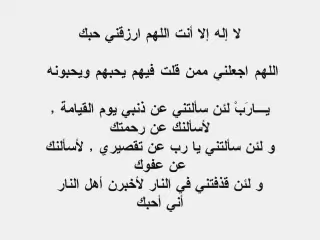 لا إله إلا أنت اللهم ارزقني حبك
اللهم اجعلني ممن قلت فيهم يحبهم ويحبونه
يـــارَبْ لئن سألتني عن ذنبي يوم القيامة ,
لأسألنك عن رحمتك
و لئن سألتني يا رب عن تقصيري , لأسألنك
عن عفوك
و لئن قذفتني في النار لأخبرن أهل النار
أني أحبك